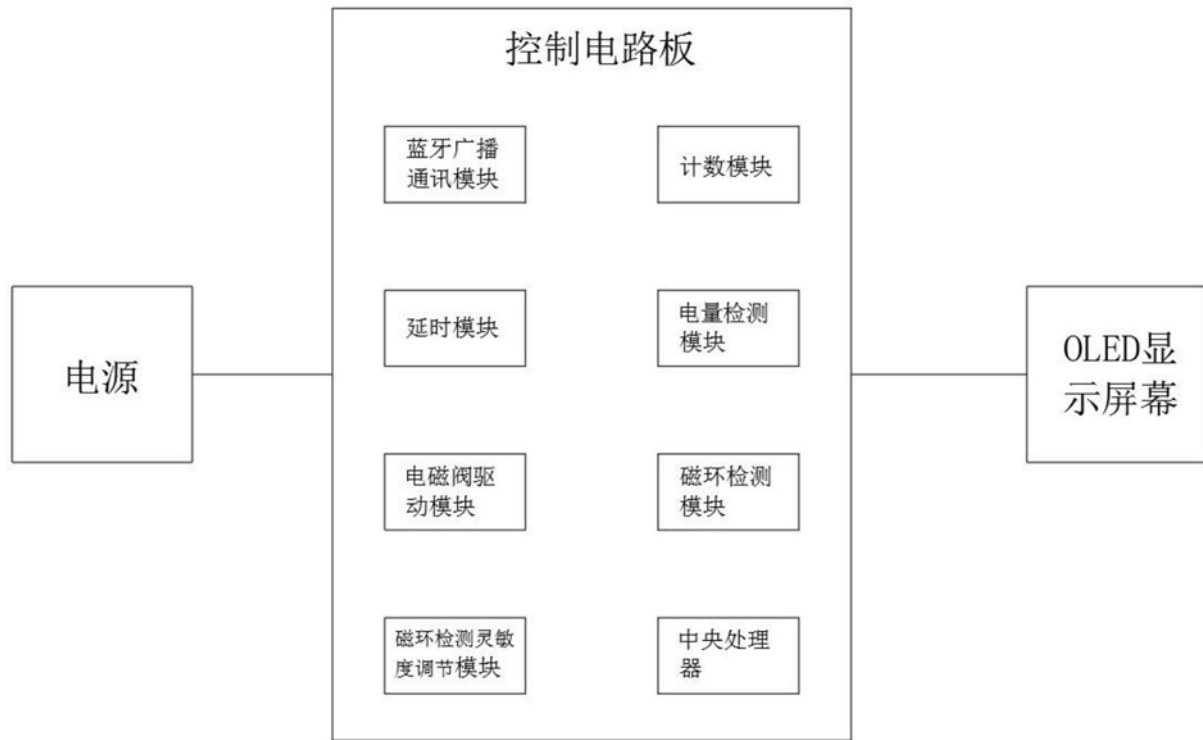 控制电路板
蓝牙广播
通讯模块
计数模块
延时模块
电量检测
模块
电源
OLED显
示屏幕
电磁阀驱
动模块
磁环检测
模块
磁环检测灵敏
度调节模块
中央处理
器